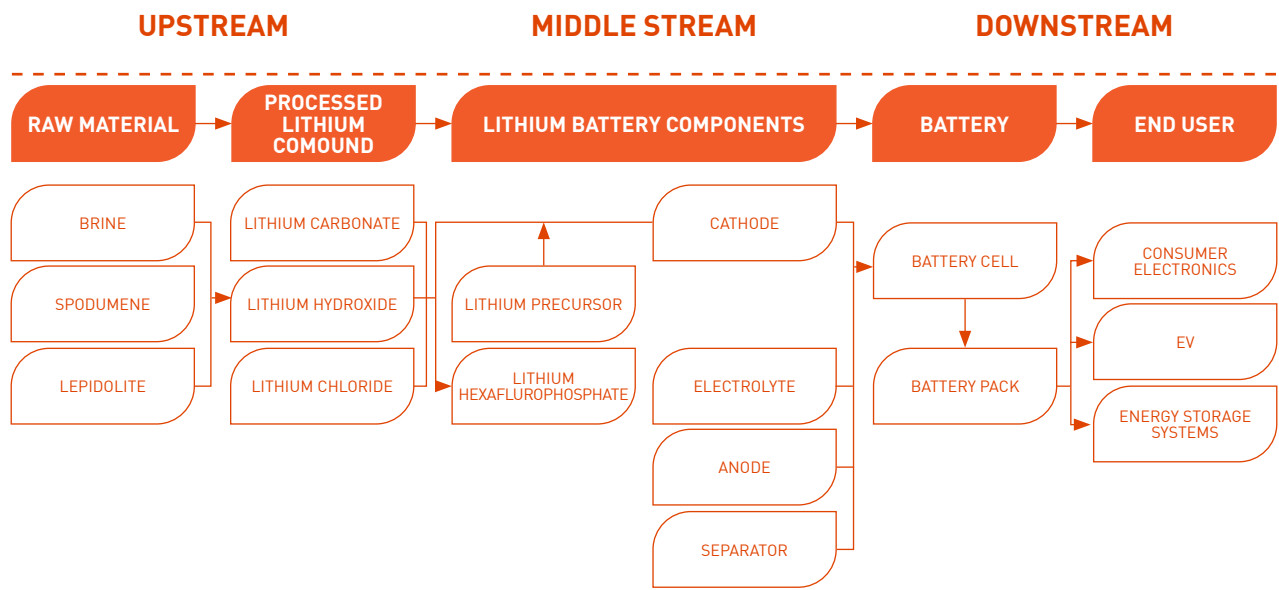 UPSTREAM
MIDDLE STREAM
DOWNSTREAM
RAW MATERIAL
PROCESSED
LITHIUM
COMOUND
LITHIUM BATTERY COMPONENTS
BATTERY
END USER
BRINE
SPODUMENE
LEPIDOLITE
LITHIUM CARBONATE
LITHIUM HYDROXIDE
LITHIUM CHLORIDE
LITHIUM PRECURSOR
LITHIUM
HEXAFLUROPHOSPHATE
CATHODE
ELECTROLYTE
ANODE
SEPARATOR
BATTERY CELL
BATTERY PACK
CONSUMER
ELECTRONICS
EV
ENERGY STORAGE
SYSTEMS